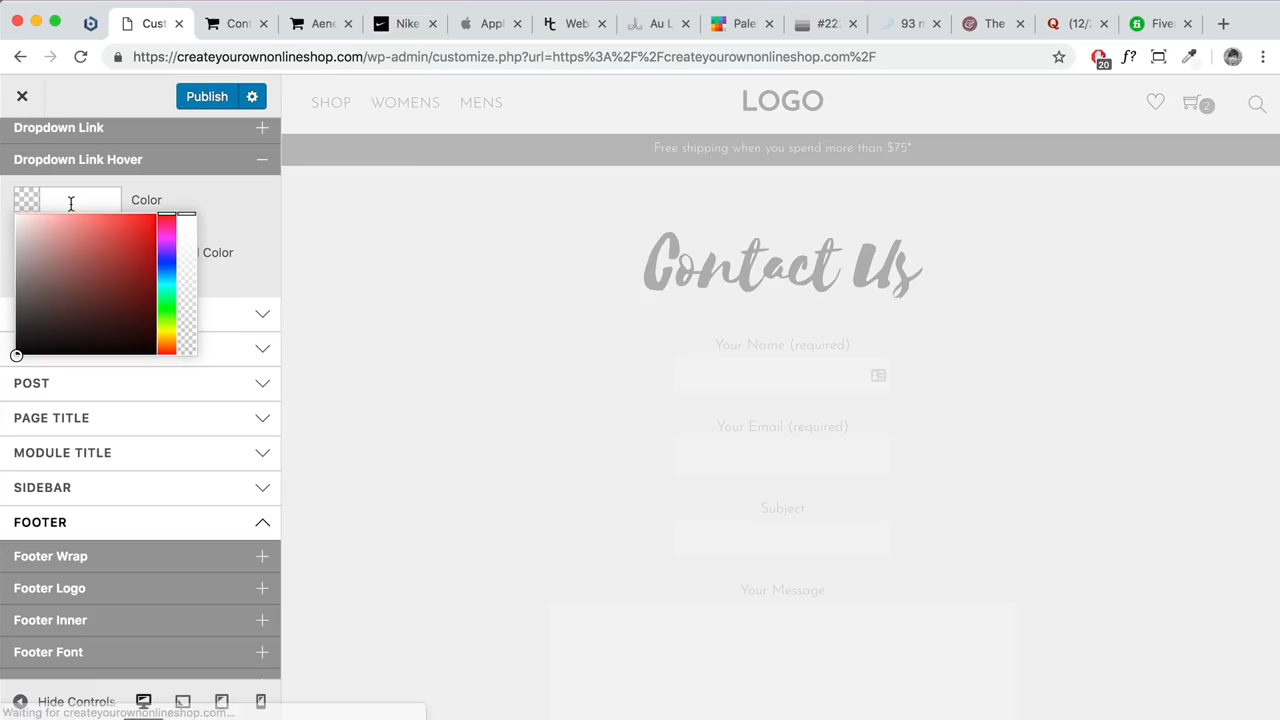 Cust
Cont
Aene
Nike
Appl
Web
Au L
Pale
#22
93 n
The
(12/
Five
https://createyourownonlineshop.com/wp-admin/customize.php?url=https%3A%2F%2Fcreateyourownonlineshop.com%2F
20
f?
Publish
SHOP WOMENS MENS
LOGO
2
Dropdown Link
Free shipping when you spend more than $75*
Dropdown Link Hover
Color
Color
Contact Us
Your Name (required)
POST
PAGE TITLE
Your Email (required)
MODULE TITLE
SIDEBAR
Subject
FOOTER
Footer Wrap
Footer Logo
Your Message
Footer Inner
Footer Font
Hide Controls
Waiting for createyourownonlineshop.com...